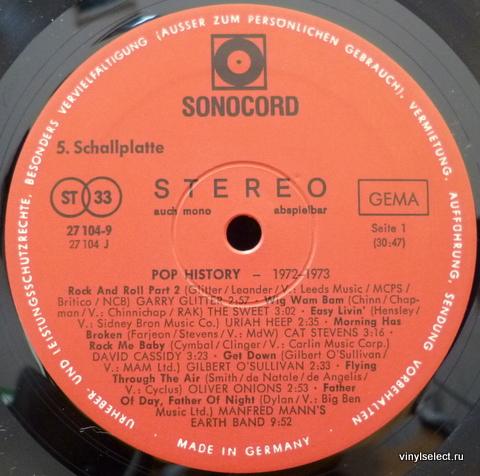 URHEBER- UND LEISTUNGSSCHUTZRECHTE, BESONDERS VERVIELFÄLTIGUNG (AUSSER ZUM PERSÖNLICHEN GEBRAUCH), VERMIETUNG, AUFFÜHRUNG, SENDUNG VORBEHALTEN
SONOCORD
5. Schallplatte
ST 33
STEREO
GEMA
auch mono abspielbar
27 104-9
27 104 J
Seite 1
(30:47)
POP HISTORY – 1972–1973
Rock And Roll Part 2 (Glitter/Leander/V.: Leeds Music/MCPS/
Britico/NCB) GARRY GLITTER 2:57 · Wig Wam Bam (Chinn/Chap-
man/V.: Chinnichap/RAK) THE SWEET 3:02 · Easy Livin' (Hensley/
V.: Sidney Bron Music Co.) URIAH HEEP 2:35 · Morning Has
Broken (Farjeon/Stevens/V.: MdW) CAT STEVENS 3:16 ·
Rock Me Baby (Cymbal/Clinger/V.: Carlin Music Corp.)
DAVID CASSIDY 3:23 · Get Down (Gilbert O'Sullivan/
V.: MAM Ltd.) GILBERT O'SULLIVAN 2:33 · Flying
Through The Air (Smith/de Natale/de Angelis/
V.: Cyclus) OLIVER ONIONS 2:53 · Father
Of Day, Father Of Night (Dylan/V.: Big Ben
Music Ltd.) MANFRED MANN'S
EARTH BAND 9:52
MADE IN GERMANY
vinylselect.ru